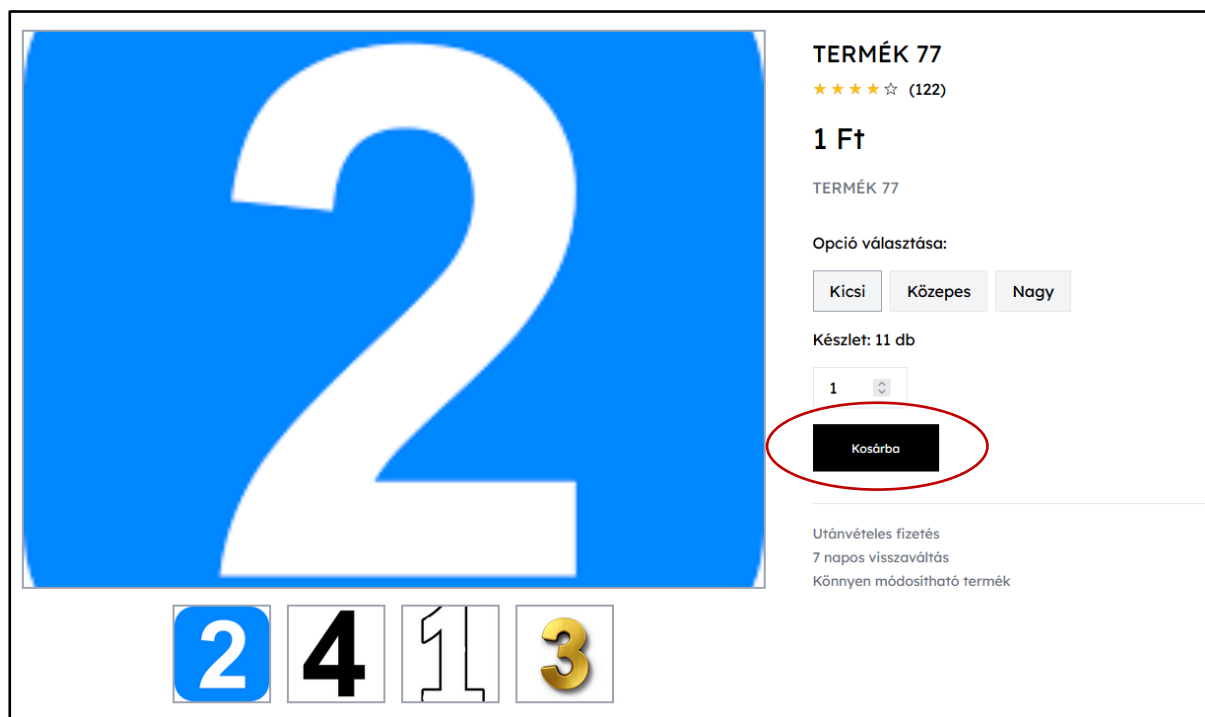 2
TERMÉK 77
(122)
1 Ft
TERMÉK 77
Opció választása:
Kicsi Közepes Nagy
Készlet: 11 db
1
Kosárba
Utánvételes fizetés
7 napos visszaváltás
Könnyen módosítható termék
2 4 1 3